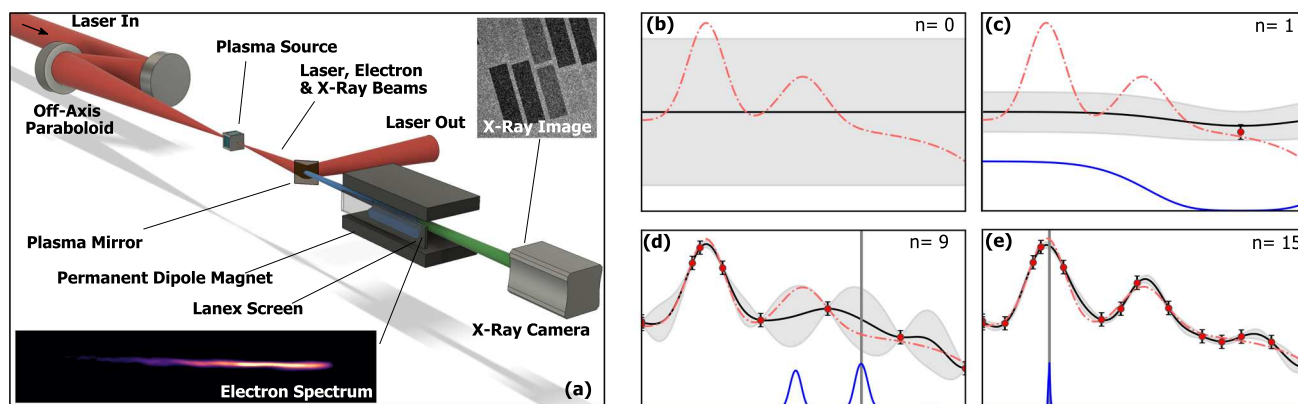 Laser In
Plasma Source
Laser, Electron
& X-Ray Beams
Off-Axis
Paraboloid
X-Ray Image
Laser Out
Plasma Mirror
Permanent Dipole Magnet
Lanex Screen
X-Ray Camera
Electron Spectrum
(a)
(b)
n= 0
(c)
n= 1
(d)
n= 9
(e)
n= 15